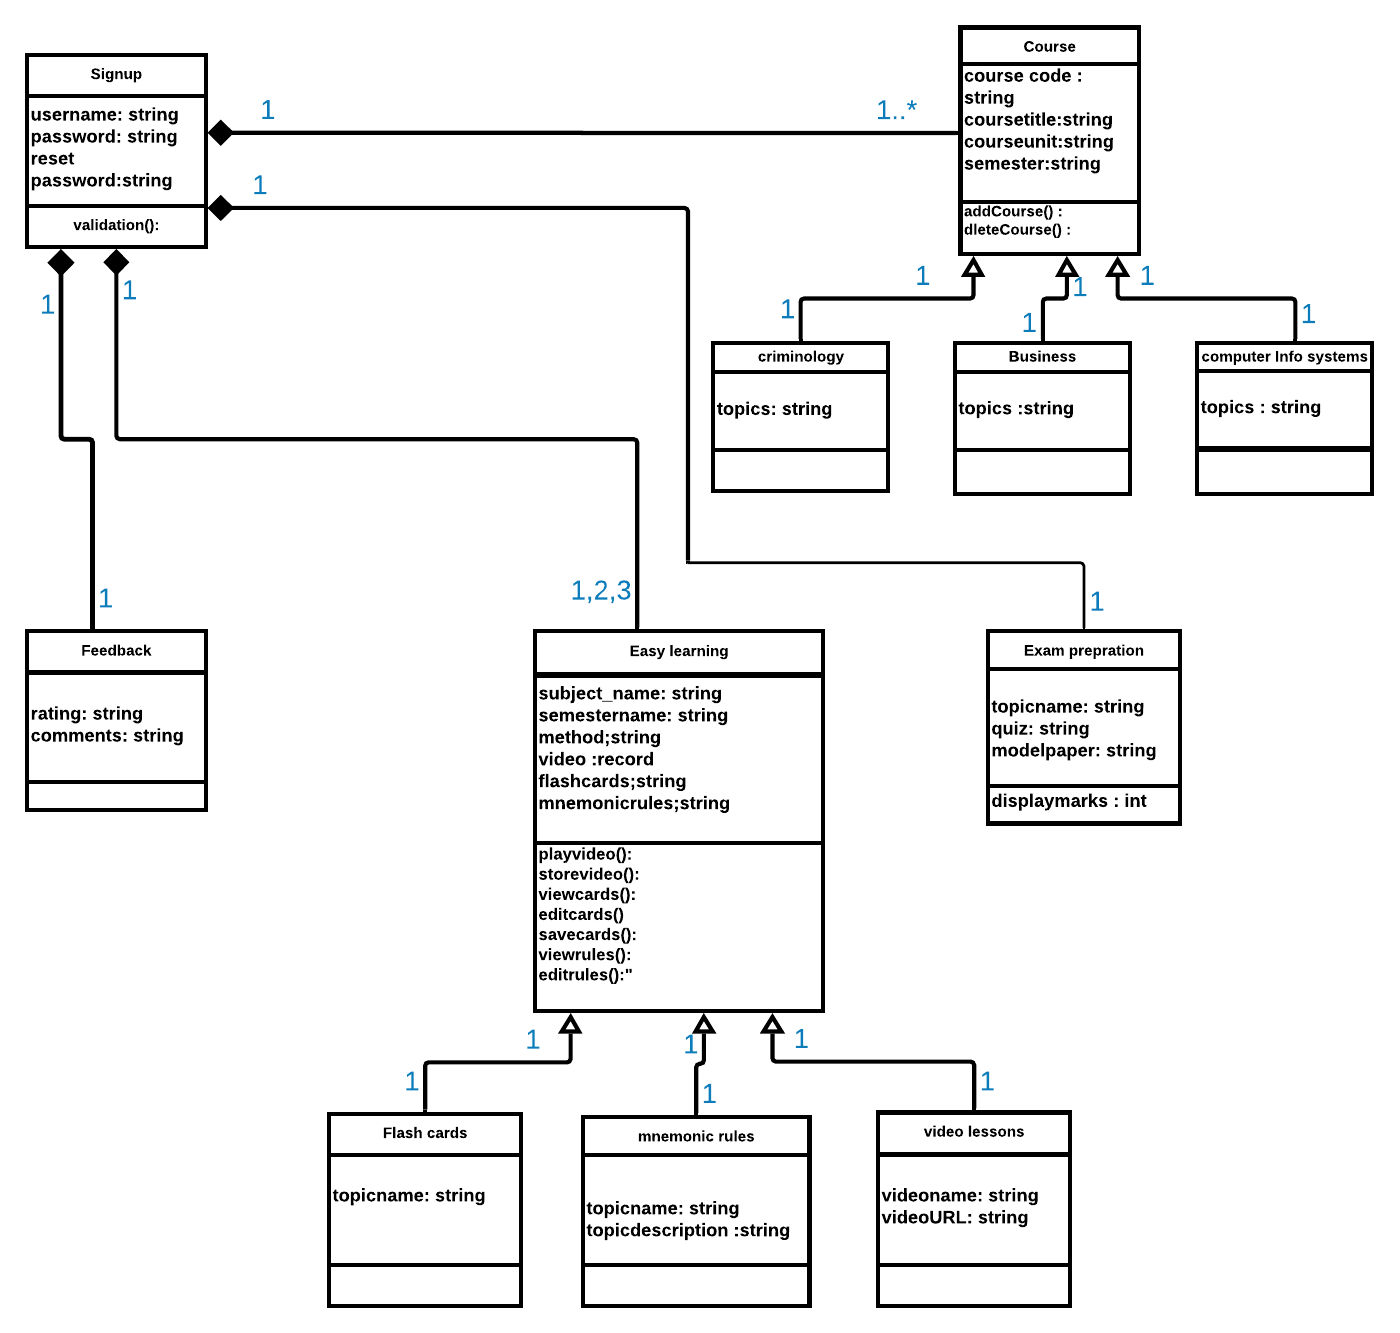 Course
Signup
course code :
string
coursetitle:string
courseunit:string
semester:string
username: string
password: string
reset
password:string
1
1..*
1
addCourse() :
dleteCourse() :
validation():
1
1
1
1
1
1
1
1
criminology
Business
computer Info systems
topics: string
topics :string
topics : string
1
1,2,3
1
Feedback
Easy learning
Exam prepration
rating: string
comments: string
subject_name: string
semestername: string
method;string
video :record
flashcards;string
mnemonicrules;string
topicname: string
quiz: string
modelpaper: string
displaymarks : int
playvideo():
storevideo():
viewcards():
editcards()
savecards():
viewrules():
editrules():"
1
1
1
1
1
1
Flash cards
mnemonic rules
video lessons
topicname: string
topicname: string
topicdescription :string
videoname: string
videoURL: string